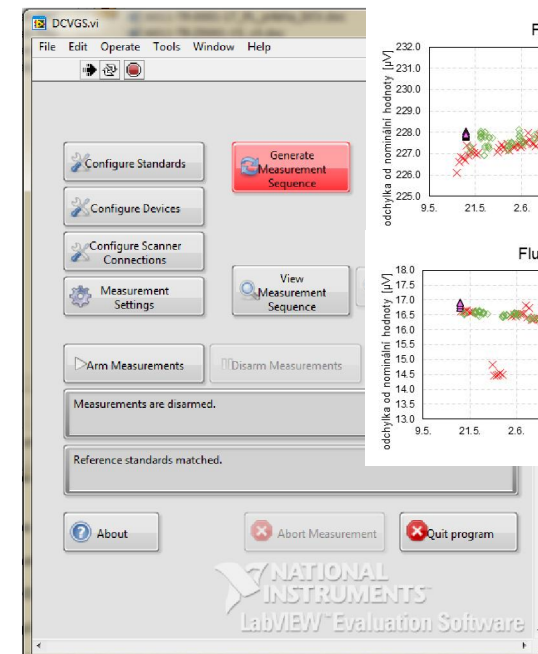 DCVGS.vi
File Edit Operate Tools Window Help
Configure Standards
Generate
Measurement
Sequence
Configure Devices
Configure Scanner
Connections
Measurement
Settings
View
Measurement
Sequence
Arm Measurements
Disarm Measurements
Measurements are disarmed.
Reference standards matched.
About
Abort Measurement
Quit program
NATIONAL
INSTRUMENTS
LabVIEW Evaluation Software
F
odchylka od nominální hodnoty [µV]
232.0
231.0
230.0
229.0
228.0
227.0
226.0
225.0
9.5. 21.5. 2.6.
Flu
odchylka od nominální hodnoty [µV]
18.0
17.5
17.0
16.5
16.0
15.5
15.0
14.5
14.0
13.5
13.0
9.5. 21.5. 2.6.